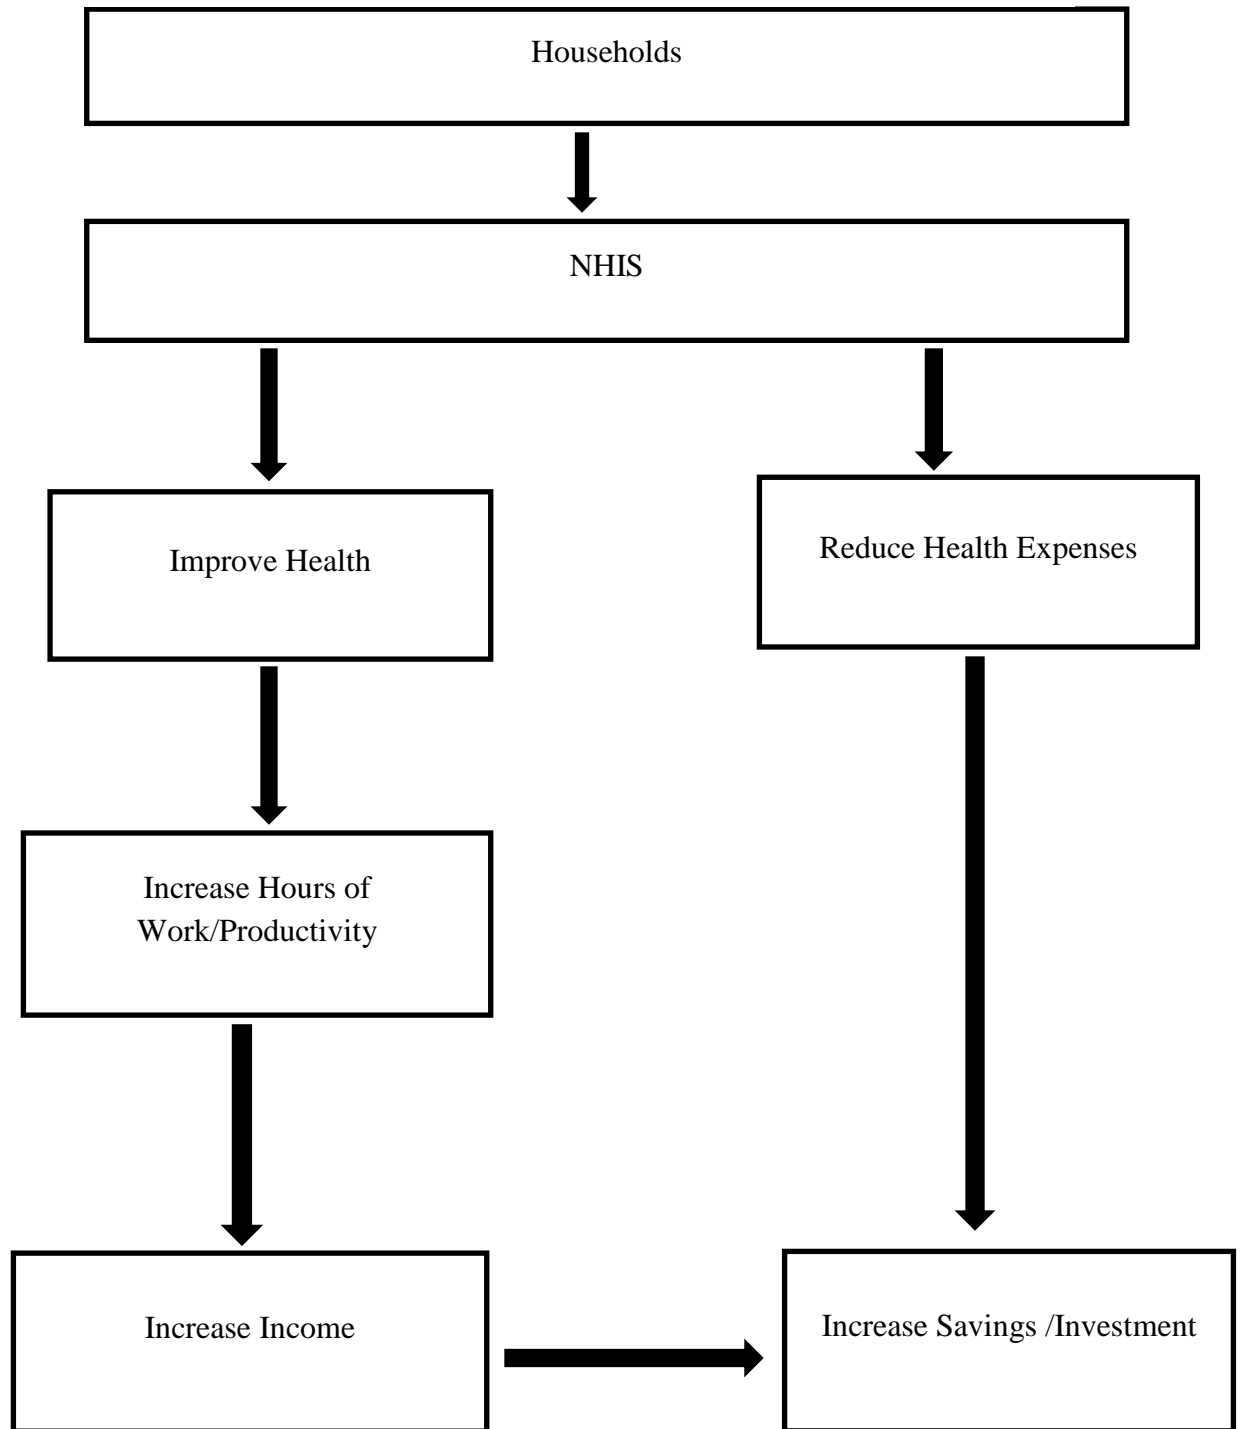 Households
NHIS
Improve Health
Reduce Health Expenses
Increase Hours of
Work/Productivity
Increase Income
Increase Savings /Investment